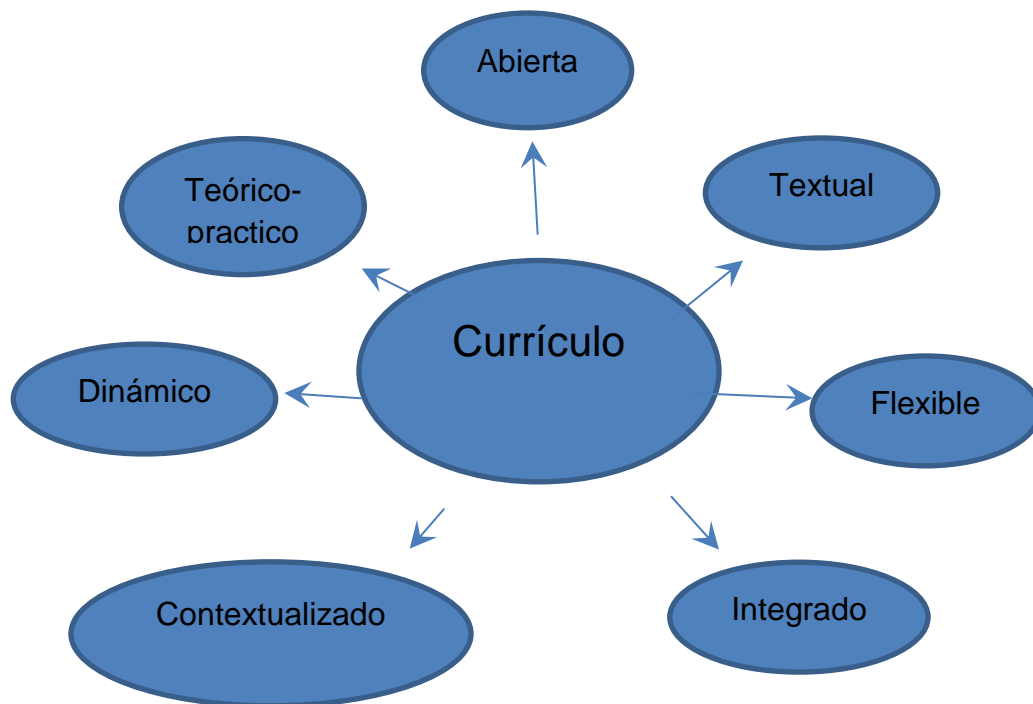 Abierta
Teórico-
practico
Textual
Currículo
Dinámico
Flexible
Contextualizado
Integrado